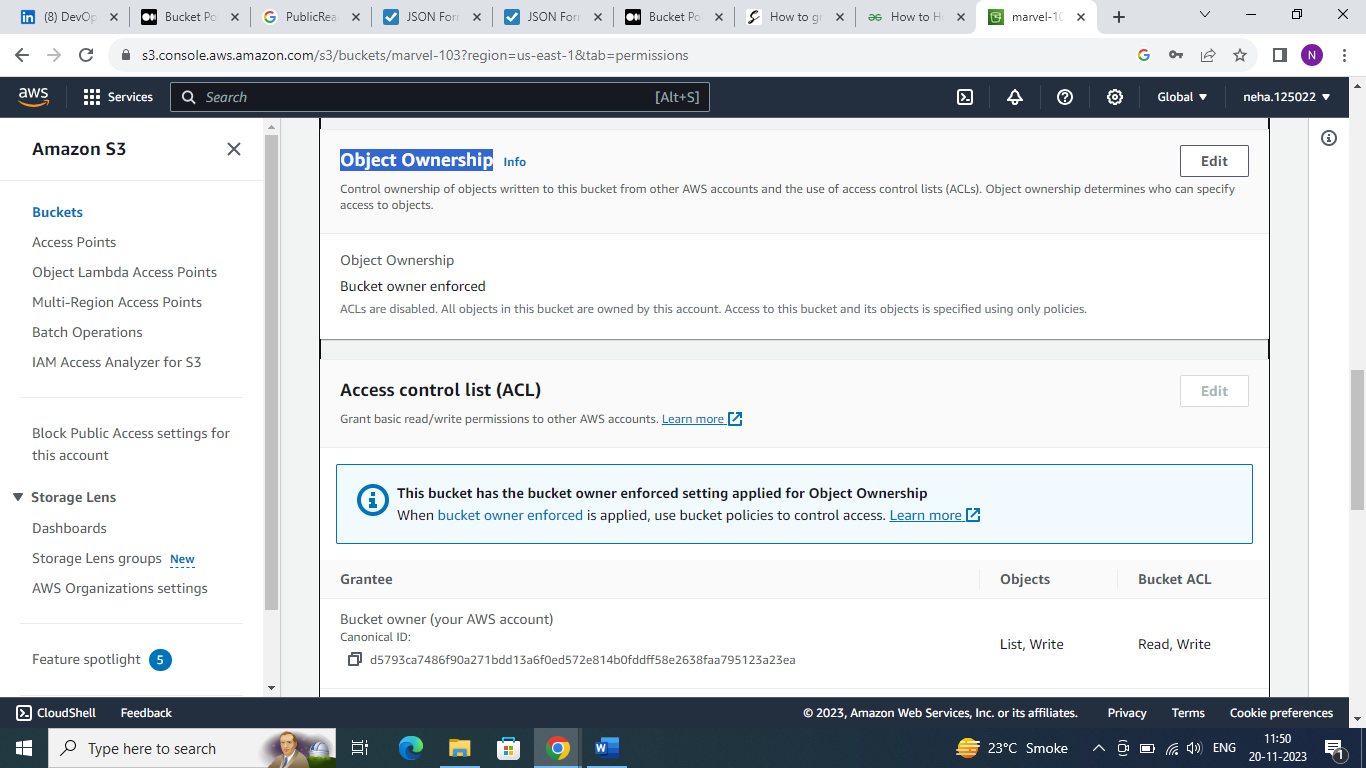 (8) DevOp
Bucket Po
PublicRea
JSON For
JSON For
Bucket Po
How to gr
How to H
marvel-10
s3.console.aws.amazon.com/s3/buckets/marvel-103?region=us-east-1&tab=permissions
N
aws
Services
Search
[Alt+S]
Global
neha.125022
Amazon S3
Buckets
Access Points
Object Lambda Access Points
Multi-Region Access Points
Batch Operations
IAM Access Analyzer for S3
Block Public Access settings for
this account
Storage Lens
Dashboards
Storage Lens groups New
AWS Organizations settings
Feature spotlight 5
Object Ownership Info
Edit
Control ownership of objects written to this bucket from other AWS accounts and the use of access control lists (ACLs). Object ownership determines who can specify
access to objects.
Object Ownership
Bucket owner enforced
ACLs are disabled. All objects in this bucket are owned by this account. Access to this bucket and its objects is specified using only policies.
Access control list (ACL)
Edit
Grant basic read/write permissions to other AWS accounts. Learn more
This bucket has the bucket owner enforced setting applied for Object Ownership
When bucket owner enforced is applied, use bucket policies to control access. Learn more
Grantee Objects Bucket ACL
Bucket owner (your AWS account)
Canonical ID:
d5793ca7486f90a271bdd13a6f0ed572e814b0fddff58e2638faa795123a23ea
List, Write
Read, Write
CloudShell Feedback
© 2023, Amazon Web Services, Inc. or its affiliates. Privacy Terms Cookie preferences
Type here to search
23°C Smoke
ENG
11:50
20-11-2023
1